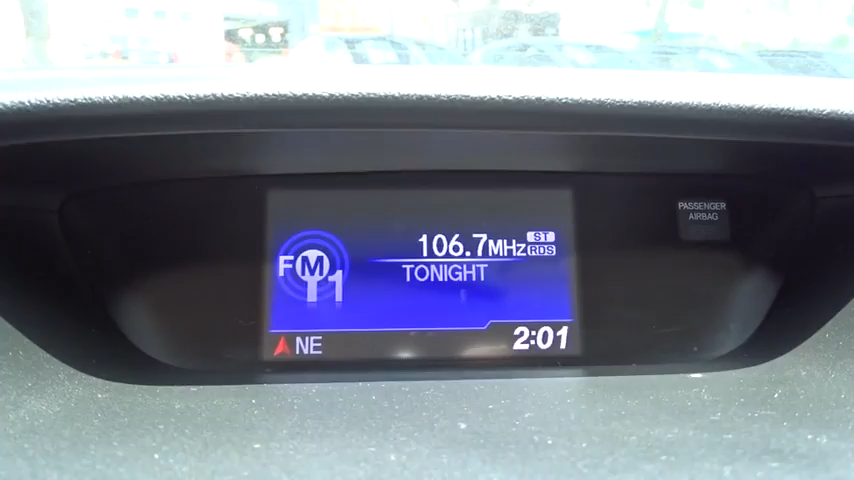 PASSENGER
AIRBAG
FM1
106.7MHz ST RDS
TONIGHT
NE
2:01